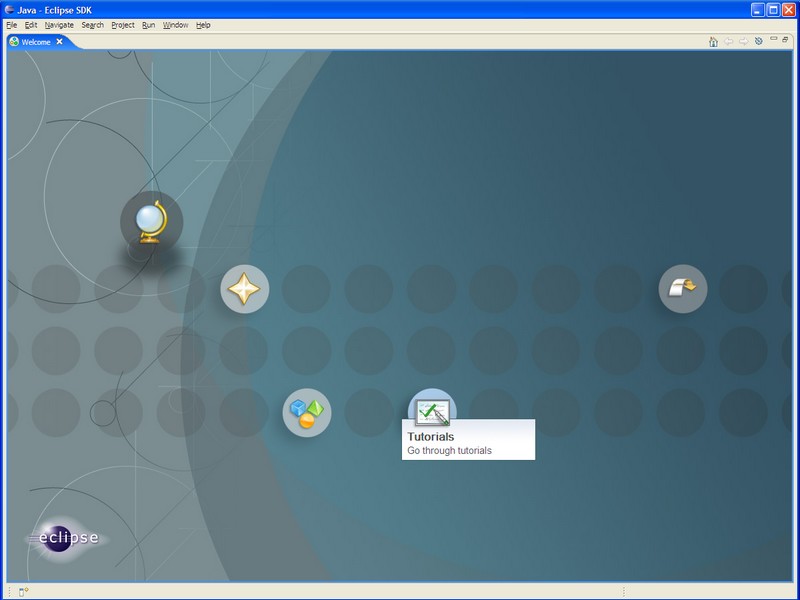 Java - Eclipse SDK
File Edit Navigate Search Project Run Window Help
Welcome
Tutorials
Go through tutorials
eclipse